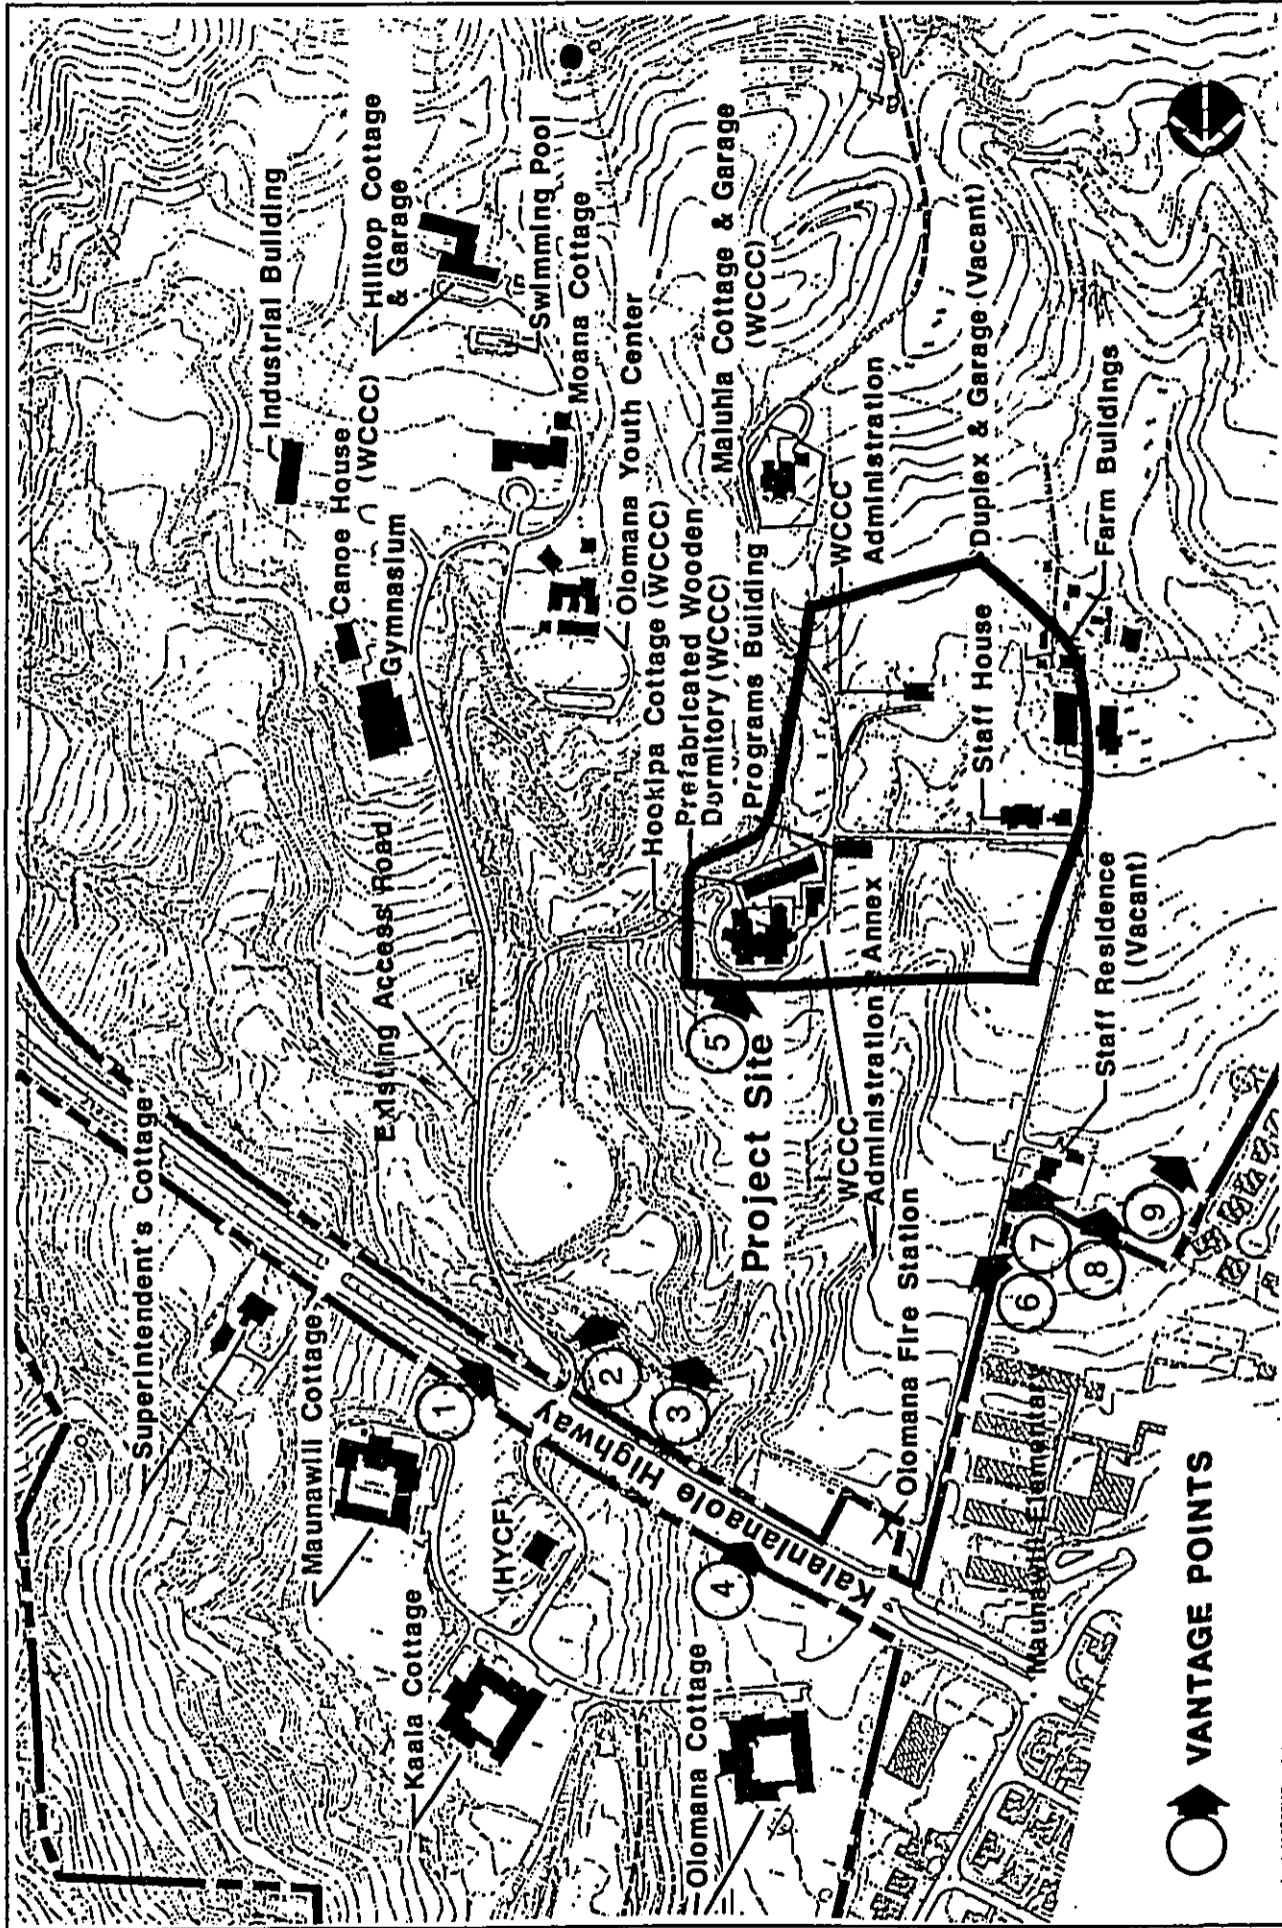 Superintendent's Cottage
Maunawili Cottage
Kaala Cottage
(HYCF)
Olomana Cottage
Kalanianaole Highway
Existing Access Road
Industrial Building
Canoe House
(WCCC)
Gymnasium
Hilltop Cottage
& Garage
Swimming Pool
Moana Cottage
Olomana Youth Center
Hookipa Cottage (WCCC)
Prefabricated Wooden
Dormitory (WCCC)
Programs Building
Maluhia Cottage & Garage
(WCCC)
WCCC
Administration
Duplex & Garage (Vacant)
Farm Buildings
Staff House
Project Site
WCCC
Administration Annex
Olomana Fire Station
Staff Residence
(Vacant)
Maunawili Elementary
1
2
3
4
5
6
7
8
9
VANTAGE POINTS